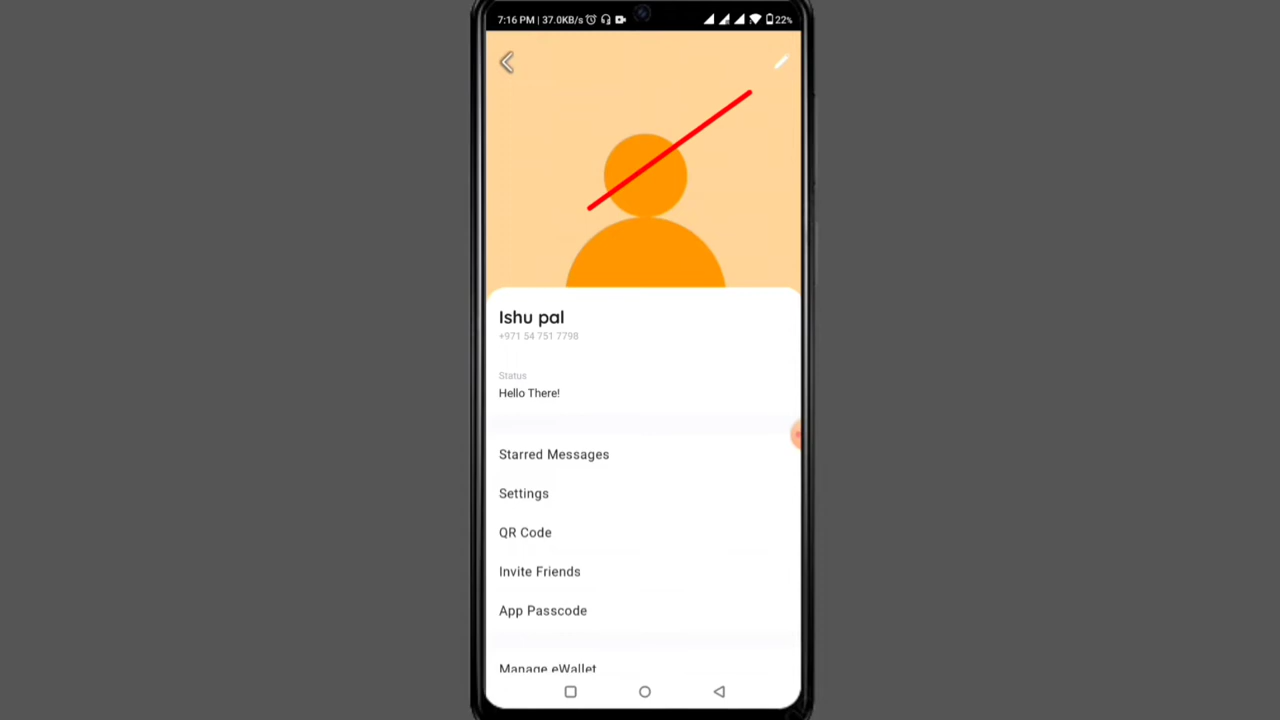 7:16 PM | 37.0KB/s 22%
Ishu pal
+971 54 751 7798
Status
Hello There!
Starred Messages
Settings
QR Code
Invite Friends
App Passcode
Manage eWallet